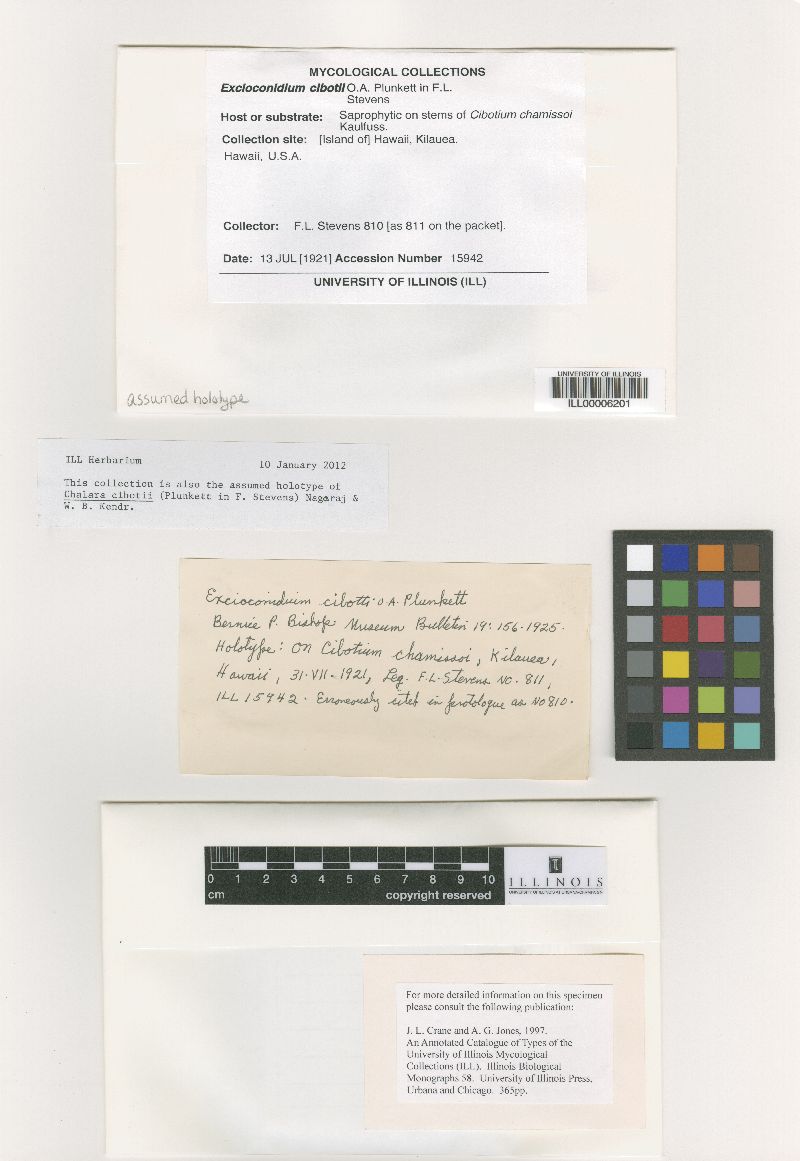 MYCOLOGICAL COLLECTIONS
Excioconidium cibotii O.A. Plunkett in F.L.
Stevens
Host or substrate: Saprophytic on stems of Cibotium chamissoi
Kaulfuss.
Collection site: [Island of] Hawaii, Kilauea.
Hawaii, U.S.A.
Collector: F.L. Stevens 810 [as 811 on the packet].
Date: 13 JUL [1921] Accession Number 15942
UNIVERSITY OF ILLINOIS (ILL)
assumed holotype
UNIVERSITY OF ILLINOIS
ILL00006201
ILL Herbarium 10 January 2012
This collection is also the assumed holotype of
Chalara cibotii (Plunkett in F. Stevens) Nagaraj &
W. B. Kendr.
Excioconidium cibotti O.A. Plunkett
Bernice P. Bishop Museum Bulletin 19: 156. 1925.
Holotype: on Cibotium chamissoi, Kilauea,
Hawaii, 31-VII-1921, Leg. F.L. Stevens No. 811,
ILL 15942. Erroneously cited in protologue as No 810.
0 1 2 3 4 5 6 7 8 9 10
cm copyright reserved
ILLINOIS
UNIVERSITY OF ILLINOIS AT URBANA-CHAMPAIGN
For more detailed information on this specimen
please consult the following publication:
J. L. Crane and A. G. Jones, 1997.
An Annotated Catalogue of Types of the
University of Illinois Mycological
Collections (ILL). Illinois Biological
Monographs 58. University of Illinois Press,
Urbana and Chicago. 365pp.